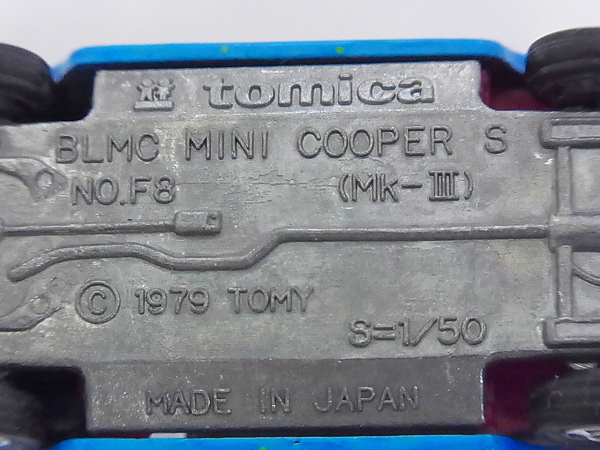 tomica
BLMC MINI COOPER S
NO.F8 (Mk-III)
© 1979 TOMY
S=1/50
MADE IN JAPAN